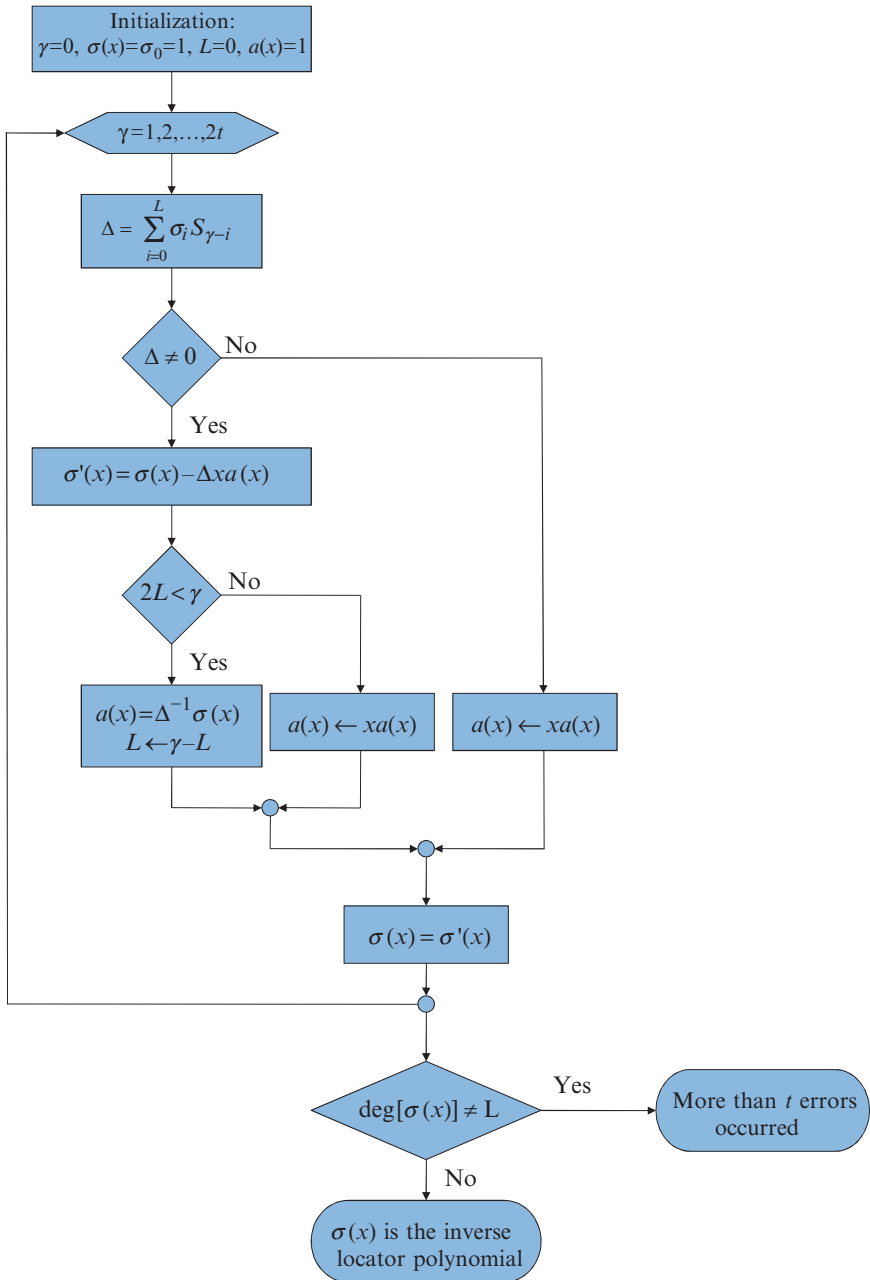 Initialization:
γ=0, σ(x)=σ₀=1, L=0, a(x)=1
γ=1,2,…,2t
Δ = ∑_{i=0}^{L} σᵢ S_{γ−i}
Δ ≠ 0
No
Yes
σ'(x)=σ(x)−Δxa(x)
2L<γ
No
Yes
a(x)=Δ⁻¹σ(x)
L←γ−L
a(x)←xa(x)
a(x)←xa(x)
σ(x)=σ'(x)
deg[σ(x)]≠L
Yes
More than t errors
occurred
No
σ(x) is the inverse
locator polynomial